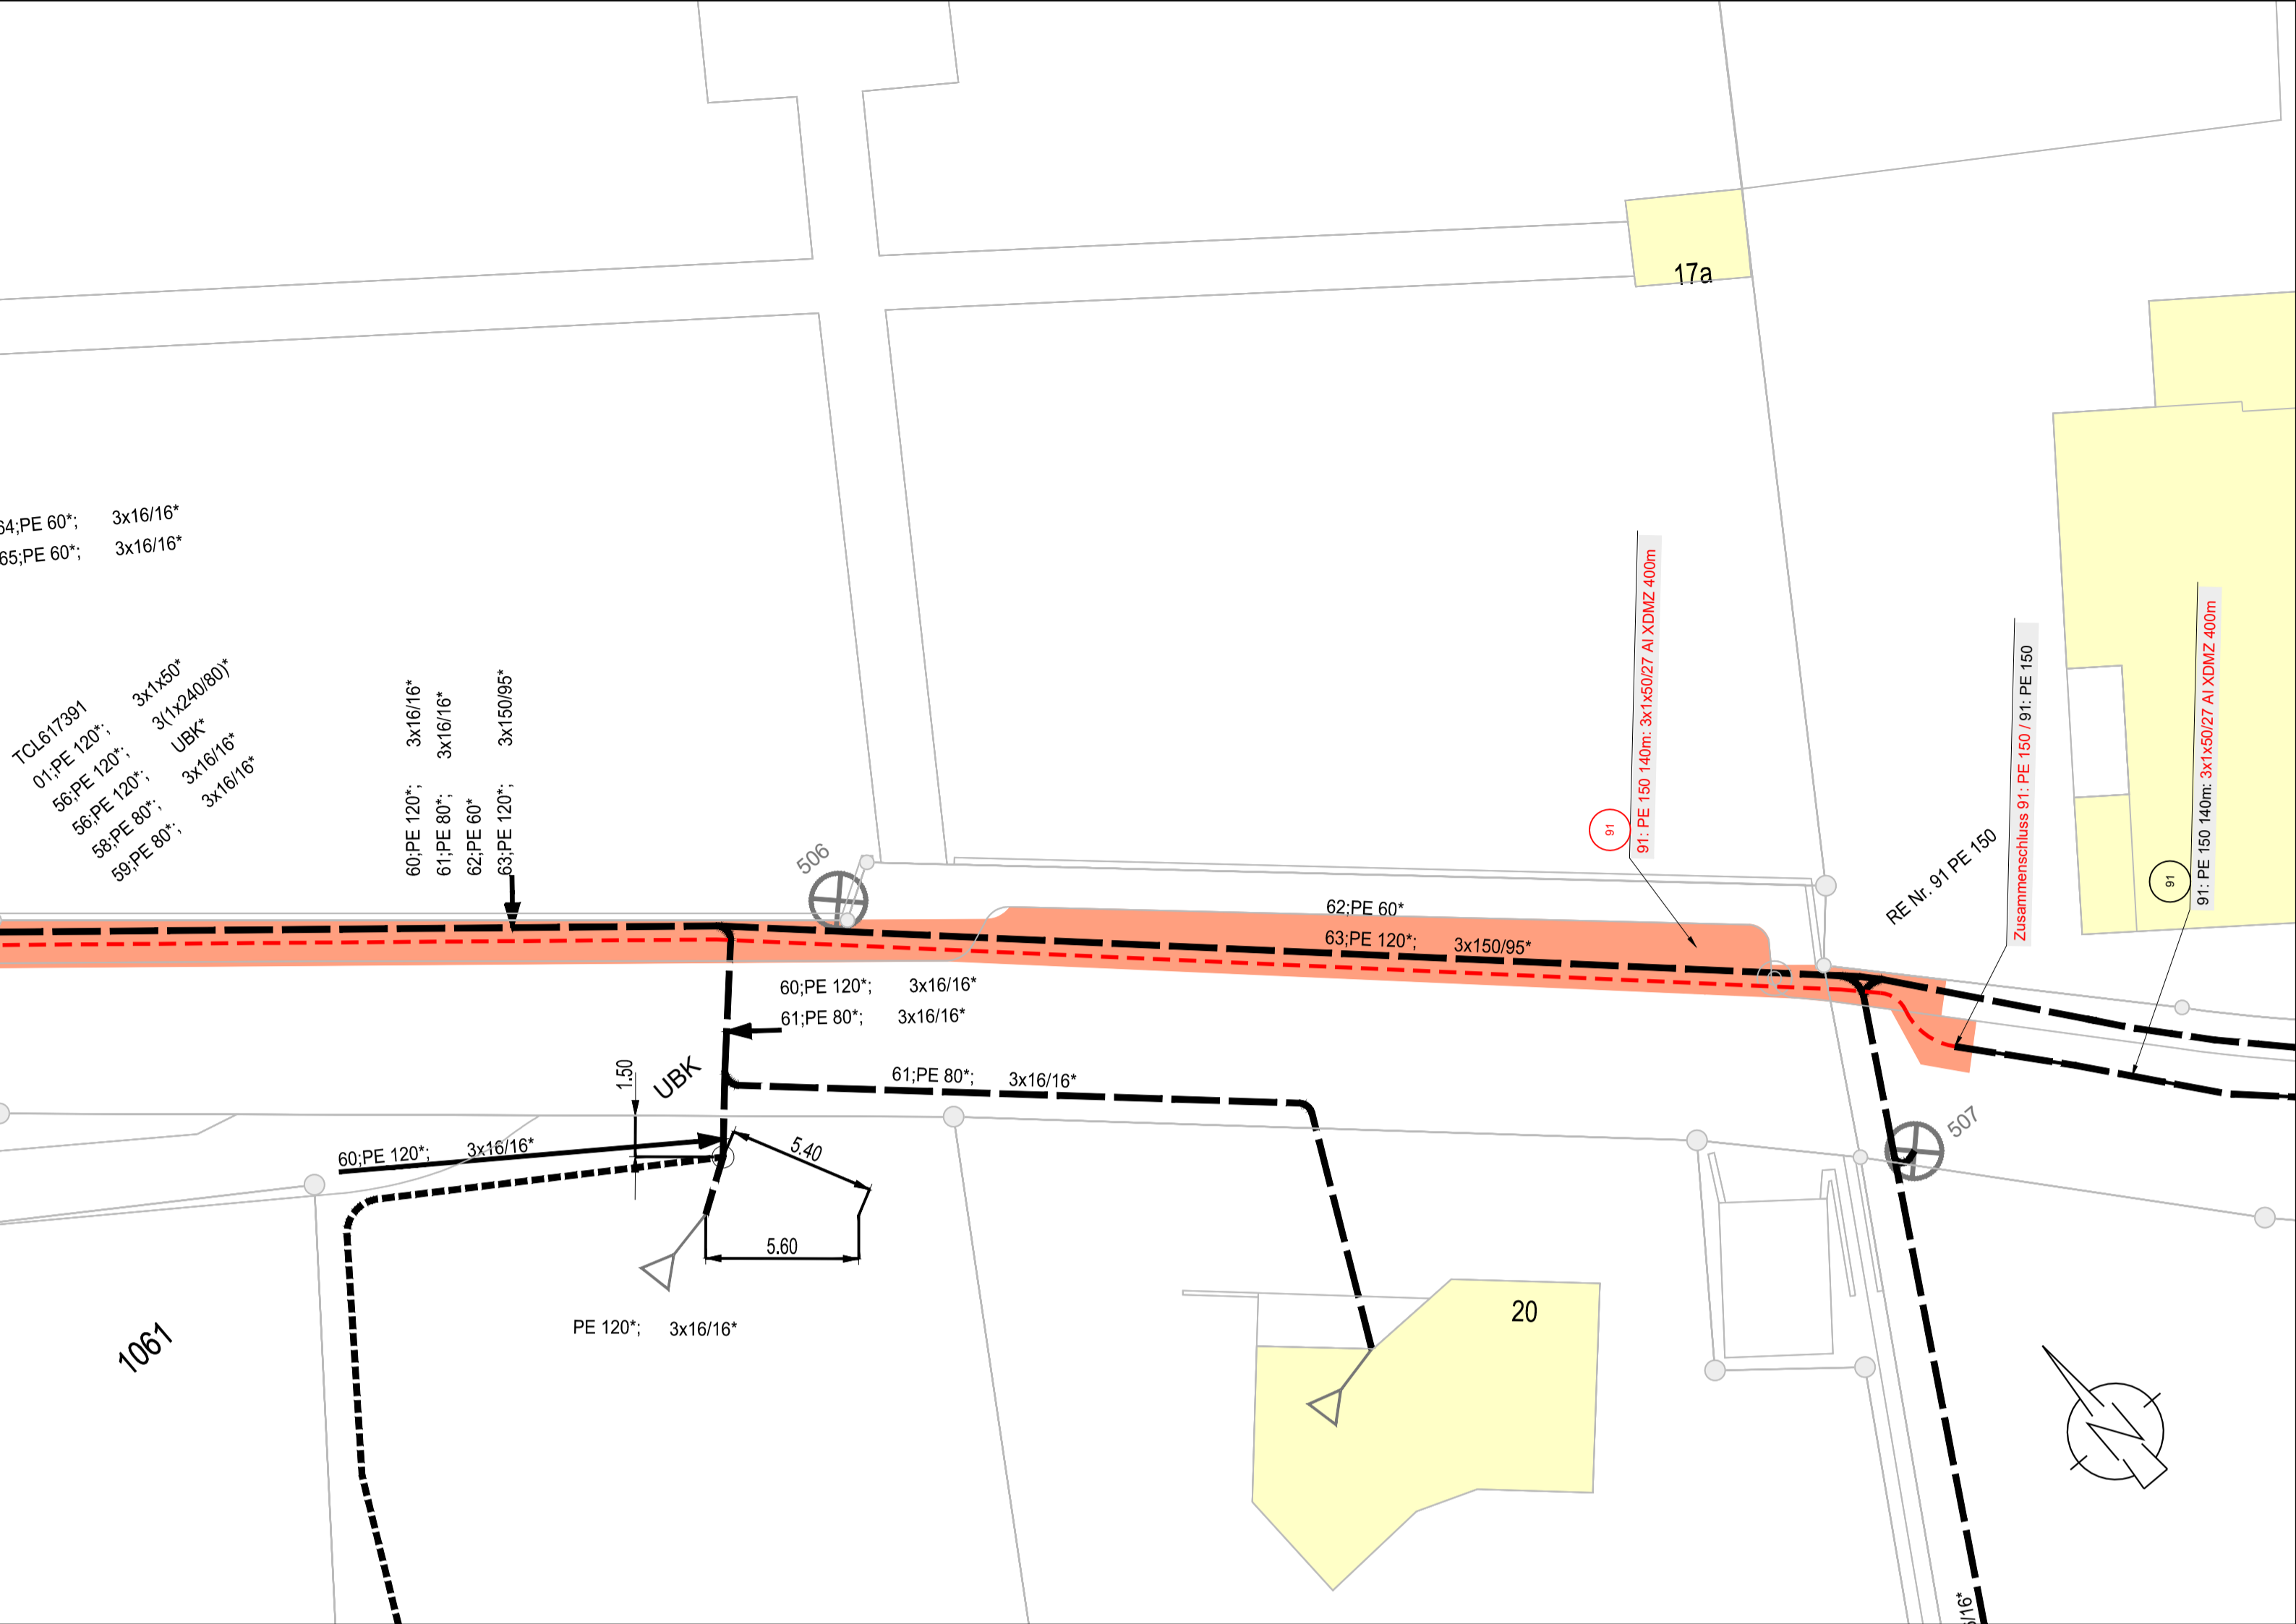 17a
64;PE 60*; 3x16/16*
65;PE 60*; 3x16/16*
TCL617391
01;PE 120*; 3x1x50*
56;PE 120*; 3(1x240/80)*
56;PE 120*; UBK*
58;PE 80*; 3x16/16*
59;PE 80*; 3x16/16*
60;PE 120*; 3x16/16*
61;PE 80*; 3x16/16*
62;PE 60*
63;PE 120*; 3x150/95*
506
91
91: PE 150 140m: 3x1x50/27 Al XDMZ 400m
Zusammenschluss 91: PE 150 / 91: PE 150
91
91: PE 150 140m: 3x1x50/27 Al XDMZ 400m
RE Nr. 91 PE 150
62;PE 60*
63;PE 120*; 3x150/95*
60;PE 120*; 3x16/16*
61;PE 80*; 3x16/16*
1.50
UBK
61;PE 80*; 3x16/16*
507
60;PE 120*; 3x16/16*
5.40
5.60
PE 120*; 3x16/16*
1061
20
/16*